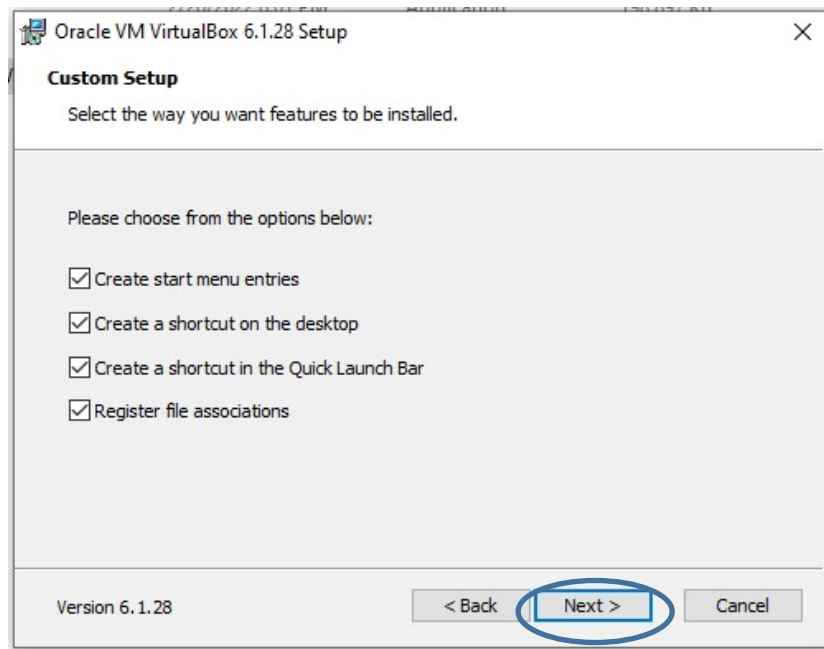 Oracle VM VirtualBox 6.1.28 Setup
Custom Setup
Select the way you want features to be installed.
Please choose from the options below:
Create start menu entries
Create a shortcut on the desktop
Create a shortcut in the Quick Launch Bar
Register file associations
Version 6.1.28
< Back
Next >
Cancel